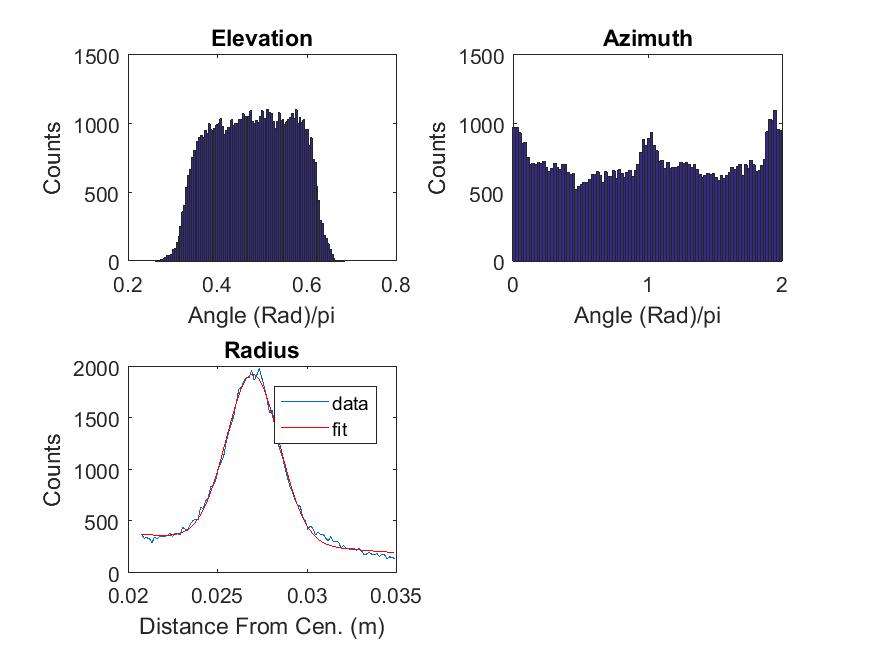 Elevation
1500
1000
500
0
Counts
0.2 0.4 0.6 0.8
Angle (Rad)/pi
Azimuth
1500
1000
500
0
Counts
0 1 2
Angle (Rad)/pi
Radius
2000
1500
1000
500
0
Counts
data
fit
0.02 0.025 0.03 0.035
Distance From Cen. (m)